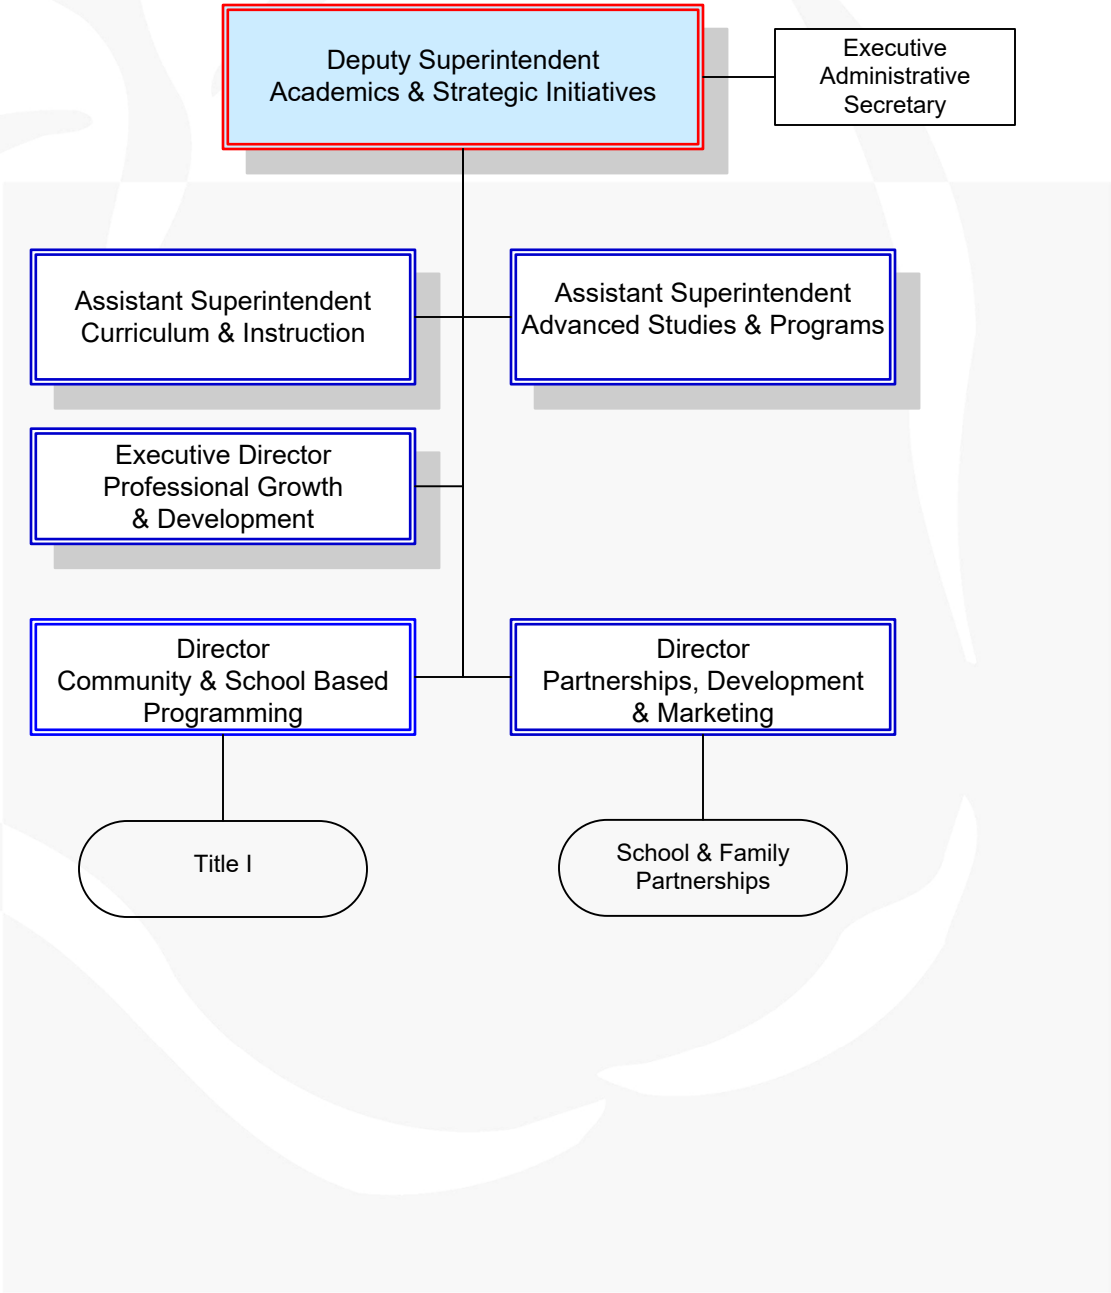 Deputy Superintendent
Academics & Strategic Initiatives
Executive
Administrative
Secretary
Assistant Superintendent
Curriculum & Instruction
Assistant Superintendent
Advanced Studies & Programs
Executive Director
Professional Growth
& Development
Director
Community & School Based
Programming
Director
Partnerships, Development
& Marketing
Title I
School & Family
Partnerships